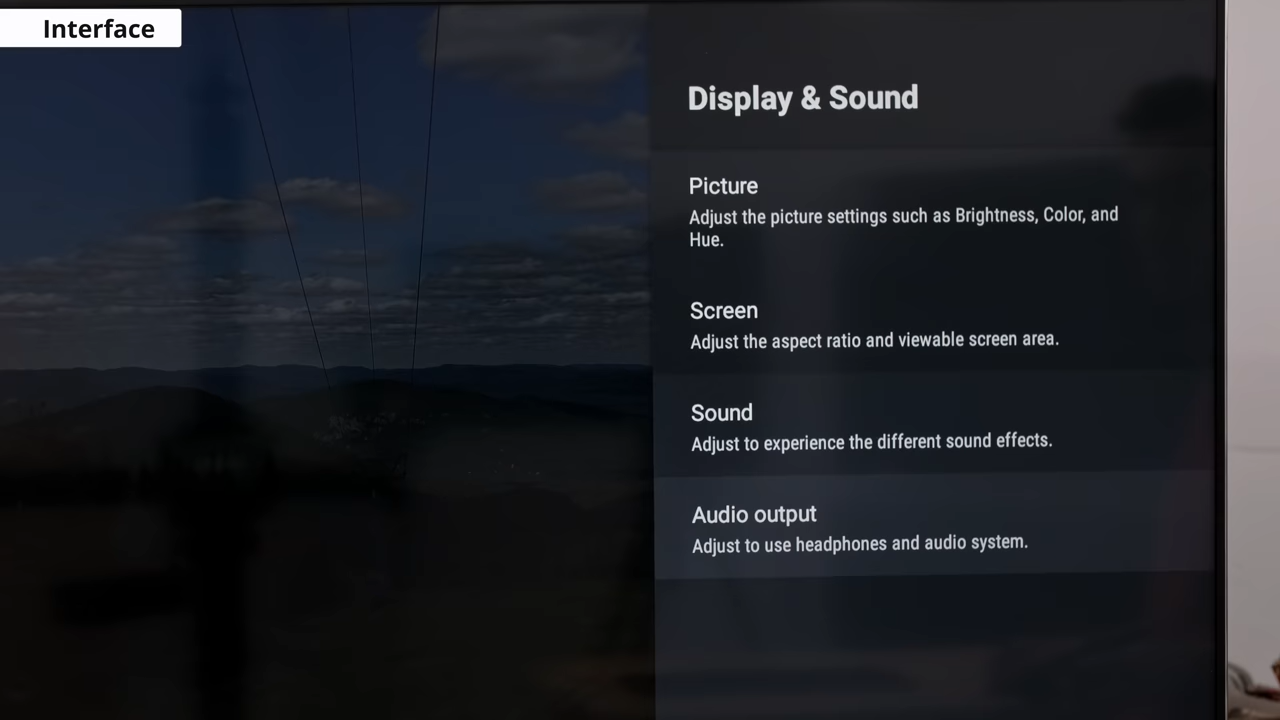 Interface
Display & Sound
Picture
Adjust the picture settings such as Brightness, Color, and
Hue.
Screen
Adjust the aspect ratio and viewable screen area.
Sound
Adjust to experience the different sound effects.
Audio output
Adjust to use headphones and audio system.